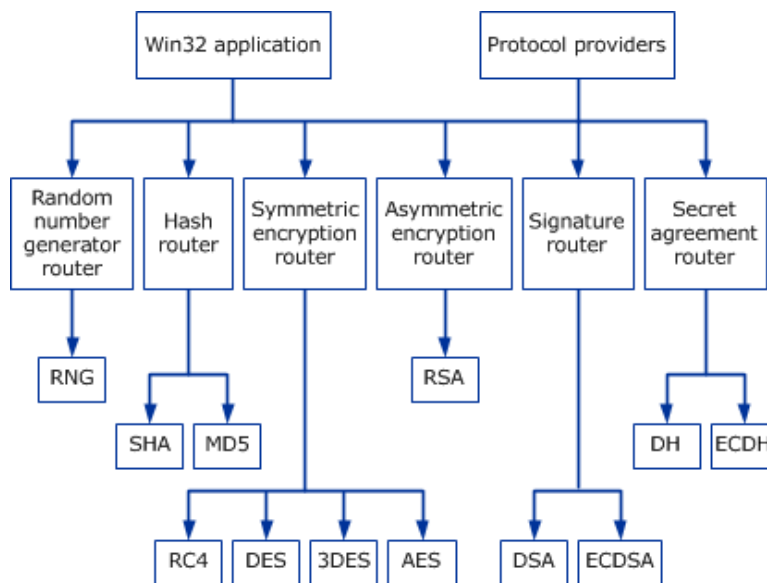 Win32 application
Protocol providers
Random
number
generator
router
Hash
router
Symmetric
encryption
router
Asymmetric
encryption
router
Signature
router
Secret
agreement
router
RNG
RSA
SHA
MD5
DH
ECDH
RC4
DES
3DES
AES
DSA
ECDSA